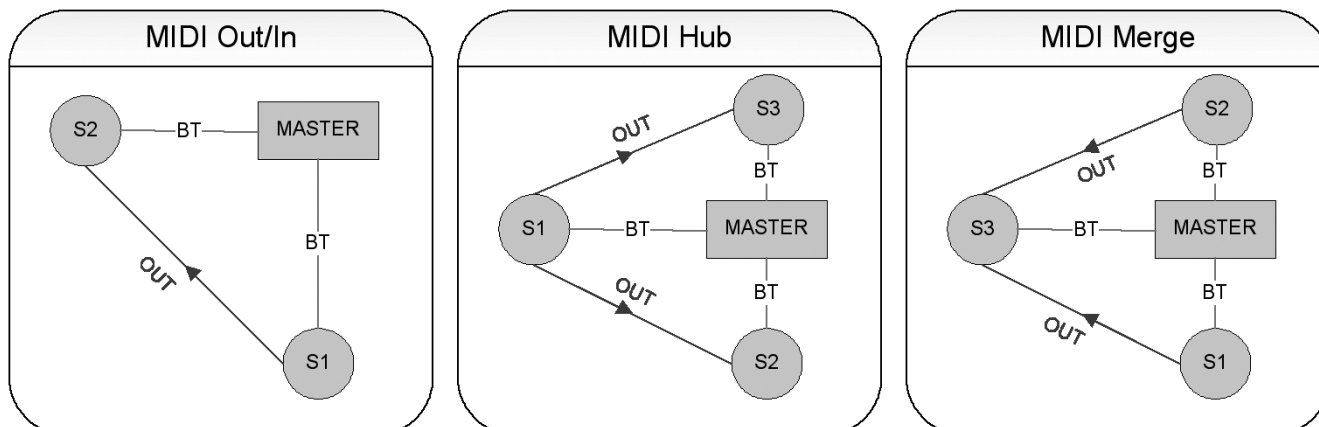 MIDI Out/In
S2
BT
MASTER
BT
OUT
S1
MIDI Hub
S3
OUT
BT
S1
BT
MASTER
BT
OUT
S2
MIDI Merge
S2
OUT
BT
S3
BT
MASTER
BT
OUT
S1